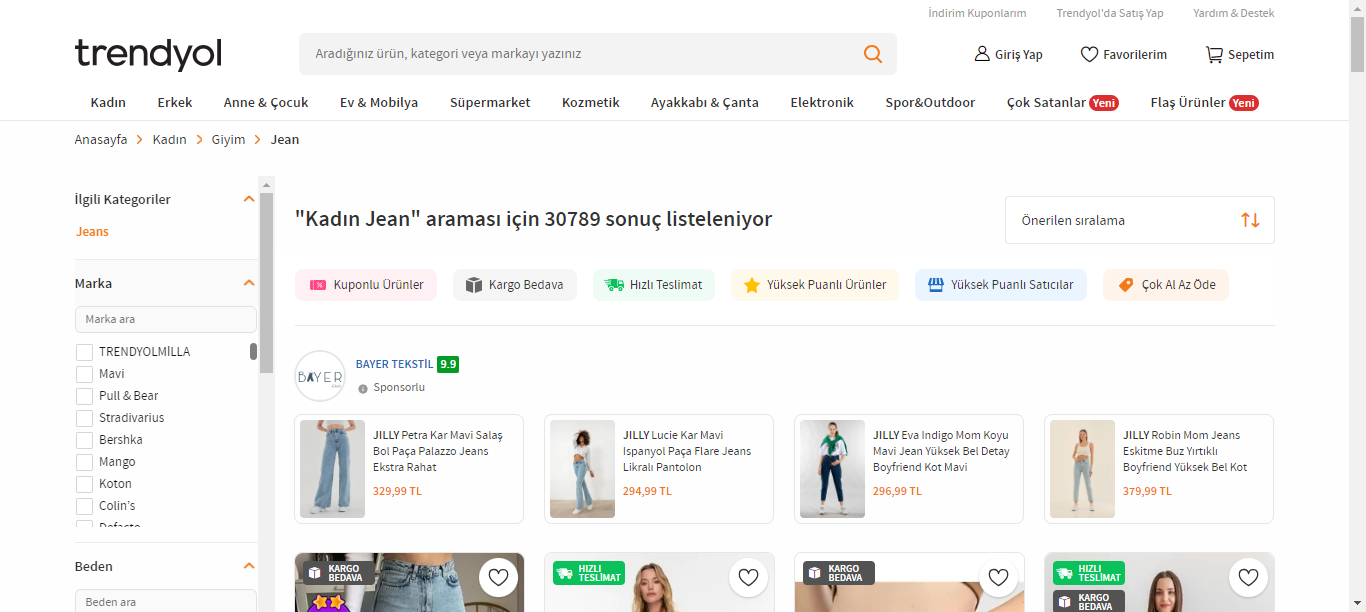 İndirim Kuponlarım Trendyol'da Satış Yap Yardım & Destek
trendyol
Aradığınız ürün, kategori veya markayı yazınız
Giriş Yap Favorilerim Sepetim
Kadın Erkek Anne & Çocuk Ev & Mobilya Süpermarket Kozmetik Ayakkabı & Çanta Elektronik Spor&Outdoor Çok Satanlar Yeni Flaş Ürünler Yeni
Anasayfa Kadın Giyim Jean
İlgili Kategoriler
Jeans
Marka
Marka ara
TRENDYOLMİLLA
Mavi
Pull & Bear
Stradivarius
Bershka
Mango
Koton
Colin's
Defacto
Beden
Beden ara
"Kadın Jean" araması için 30789 sonuç listeleniyor
Önerilen sıralama
Kuponlu Ürünler Kargo Bedava Hızlı Teslimat Yüksek Puanlı Ürünler Yüksek Puanlı Satıcılar Çok Al Az Öde
BAYER
BAYER TEKSTİL 9.9
Sponsorlu
JILLY Petra Kar Mavi Salaş
Bol Paça Palazzo Jeans
Ekstra Rahat
329,99 TL
JILLY Lucie Kar Mavi
Ispanyol Paça Flare Jeans
Likralı Pantolon
294,99 TL
JILLY Eva Indigo Mom Koyu
Mavi Jean Yüksek Bel Detay
Boyfriend Kot Mavi
296,99 TL
JILLY Robin Mom Jeans
Eskitme Buz Yırtıklı
Boyfriend Yüksek Bel Kot
379,99 TL
KARGO
BEDAVA
HIZLI
TESLİMAT
KARGO
BEDAVA
HIZLI
TESLİMAT
KARGO
BEDAVA